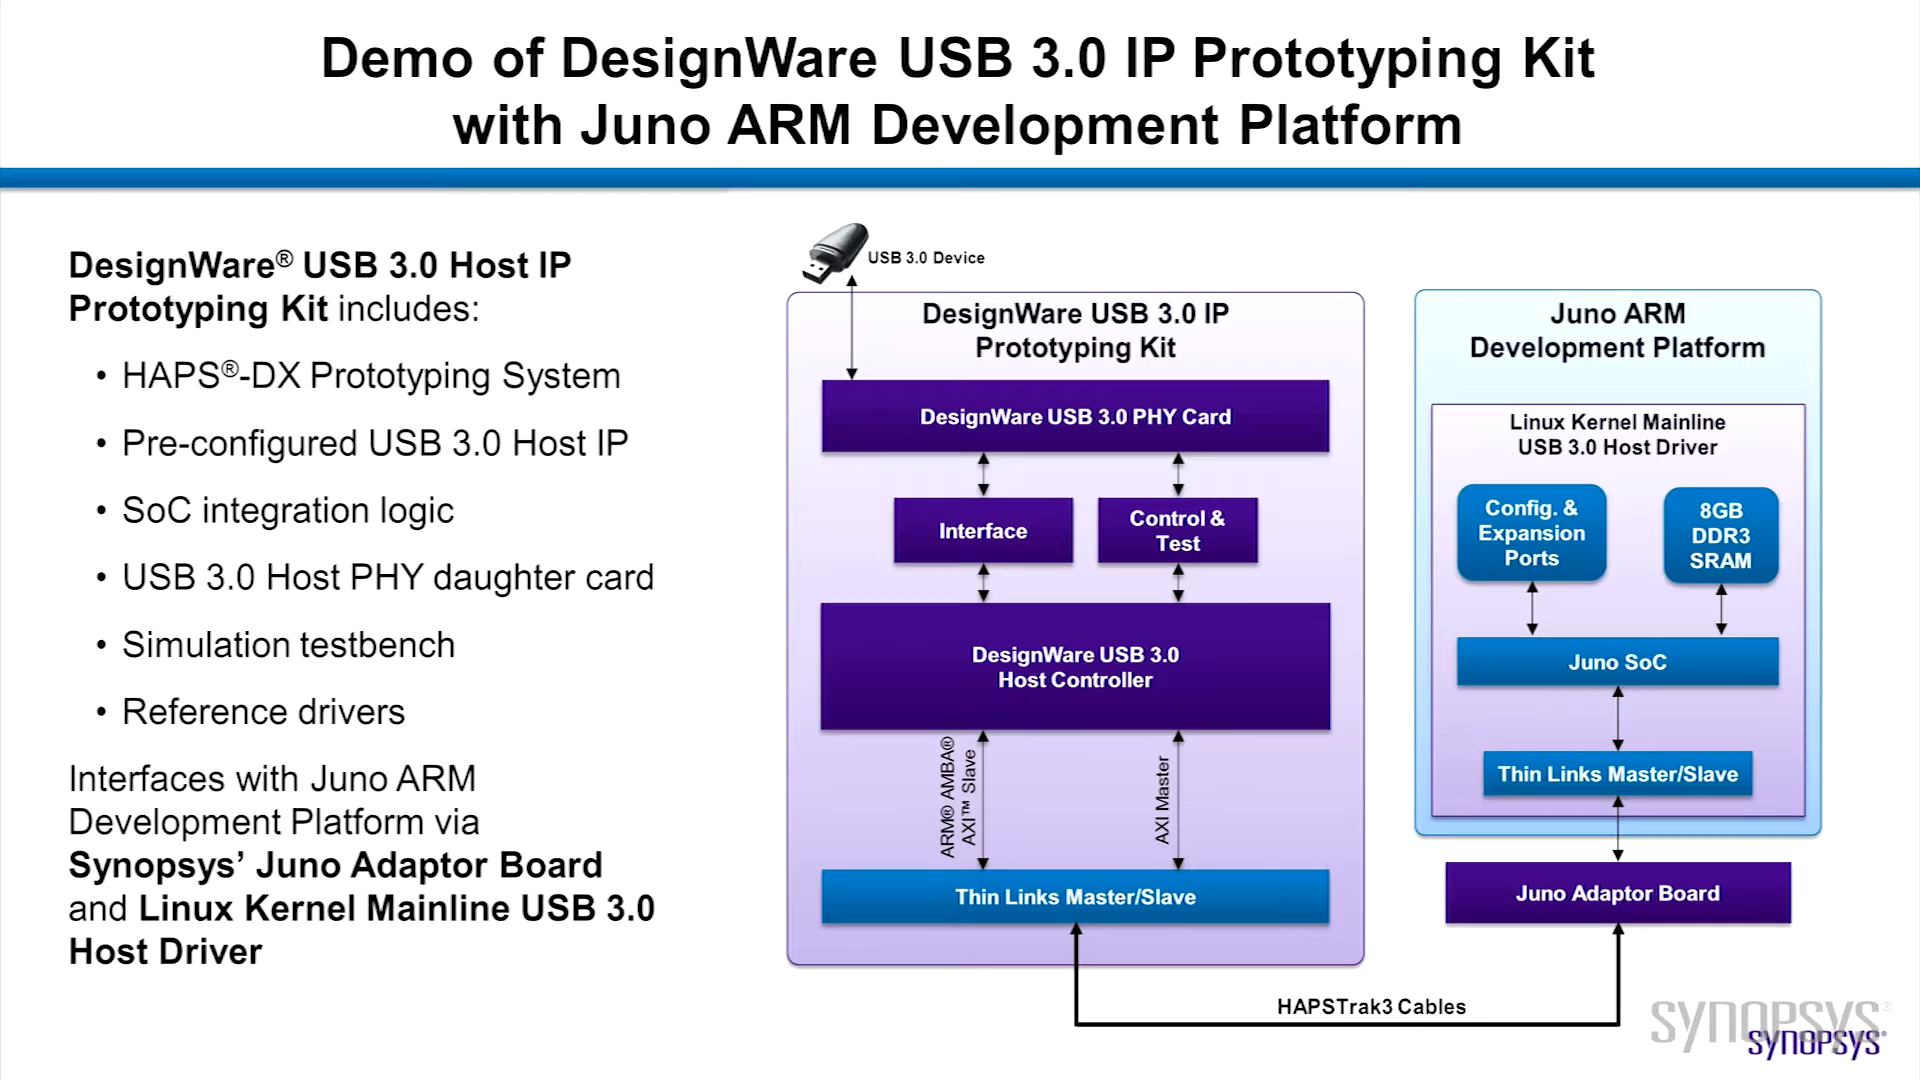 Demo of DesignWare USB 3.0 IP Prototyping Kit
with Juno ARM Development Platform
DesignWare® USB 3.0 Host IP
Prototyping Kit includes:
• HAPS®-DX Prototyping System
• Pre-configured USB 3.0 Host IP
• SoC integration logic
• USB 3.0 Host PHY daughter card
• Simulation testbench
• Reference drivers
Interfaces with Juno ARM
Development Platform via
Synopsys’ Juno Adaptor Board
and Linux Kernel Mainline USB 3.0
Host Driver
USB 3.0 Device
DesignWare USB 3.0 IP
Prototyping Kit
DesignWare USB 3.0 PHY Card
Interface
Control &
Test
DesignWare USB 3.0
Host Controller
ARM® AMBA®
AXI™ Slave
AXI Master
Thin Links Master/Slave
Juno ARM
Development Platform
Linux Kernel Mainline
USB 3.0 Host Driver
Config. &
Expansion
Ports
8GB
DDR3
SRAM
Juno SoC
Thin Links Master/Slave
Juno Adaptor Board
HAPSTrak3 Cables
SYNOPSYS®
SYNOPSYS®